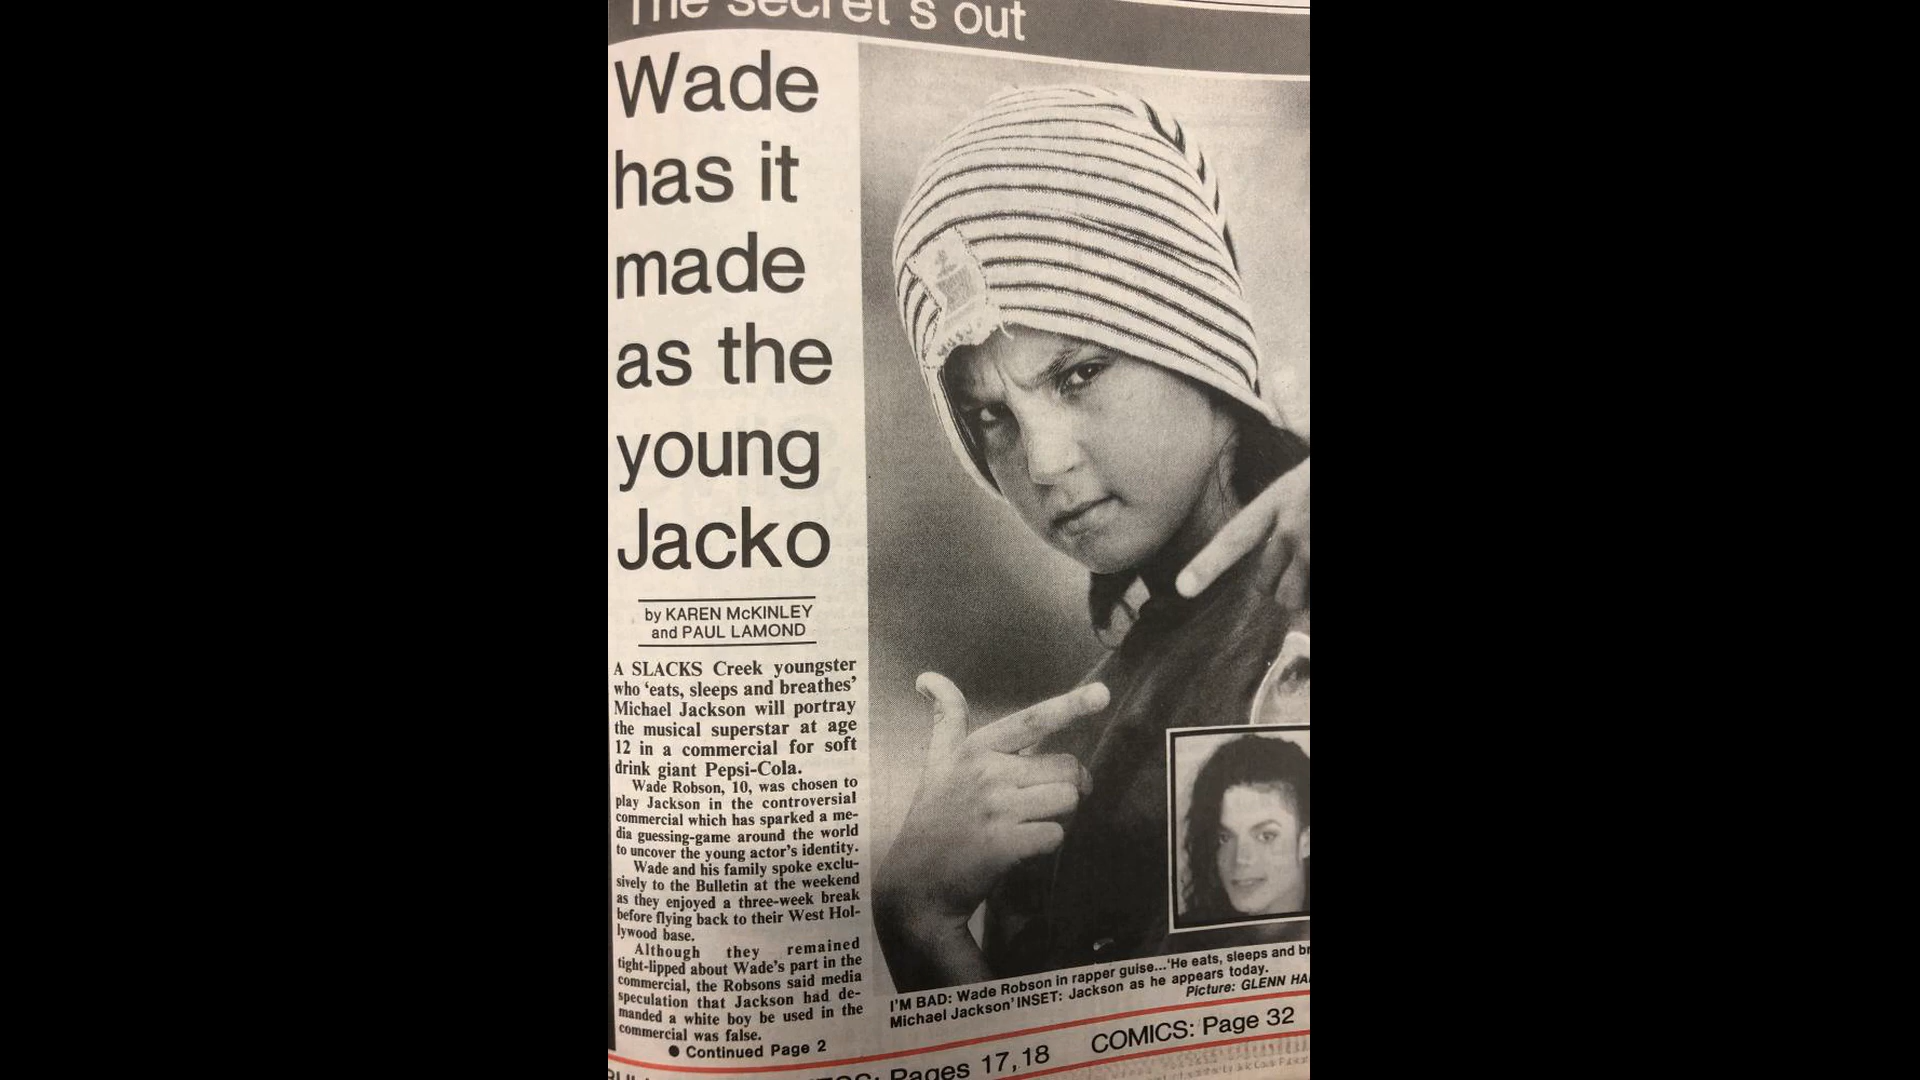 The secret's out
Wade
has it
made
as the
young
Jacko
by KAREN McKINLEY
and PAUL LAMOND
A SLACKS Creek youngster
who 'eats, sleeps and breathes'
Michael Jackson will portray
the musical superstar at age
12 in a commercial for soft
drink giant Pepsi-Cola.
Wade Robson, 10, was chosen to
play Jackson in the controversial
commercial which has sparked a me-
dia guessing-game around the world
to uncover the young actor's identity.
Wade and his family spoke exclu-
sively to the Bulletin at the weekend
as they enjoyed a three-week break
before flying back to their West Hol-
lywood base.
Although they remained
tight-lipped about Wade's part in the
commercial, the Robsons said media
speculation that Jackson had de-
manded a white boy be used in the
commercial was false.
● Continued Page 2
I'M BAD: Wade Robson in rapper guise...'He eats, sleeps and br
Michael Jackson' INSET: Jackson as he appears today.
Picture: GLENN HA
Pages 17,18
COMICS: Page 32